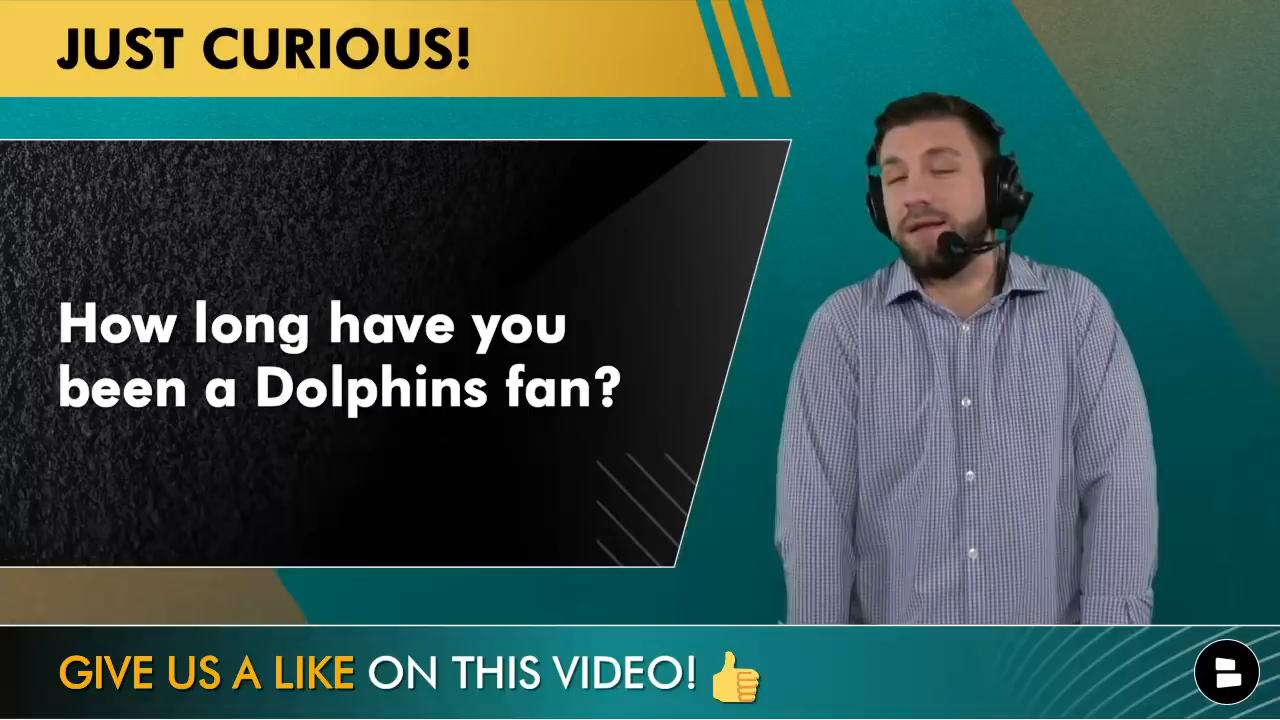 JUST CURIOUS!
How long have you
been a Dolphins fan?
GIVE US A LIKE ON THIS VIDEO!